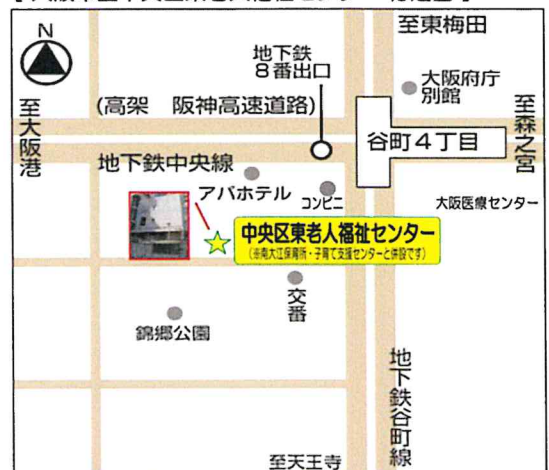 N
至東梅田
地下鉄
8番出口
大阪府庁
別館
(高架 阪神高速道路)
至大阪港
至森之宮
谷町4丁目
地下鉄中央線
アパホテル
コンビニ
大阪医療センター
中央区東老人福祉センター
(※南大江保育所・子育て支援センターと併設です)
交番
錦郷公園
地下鉄谷町線
至天王寺